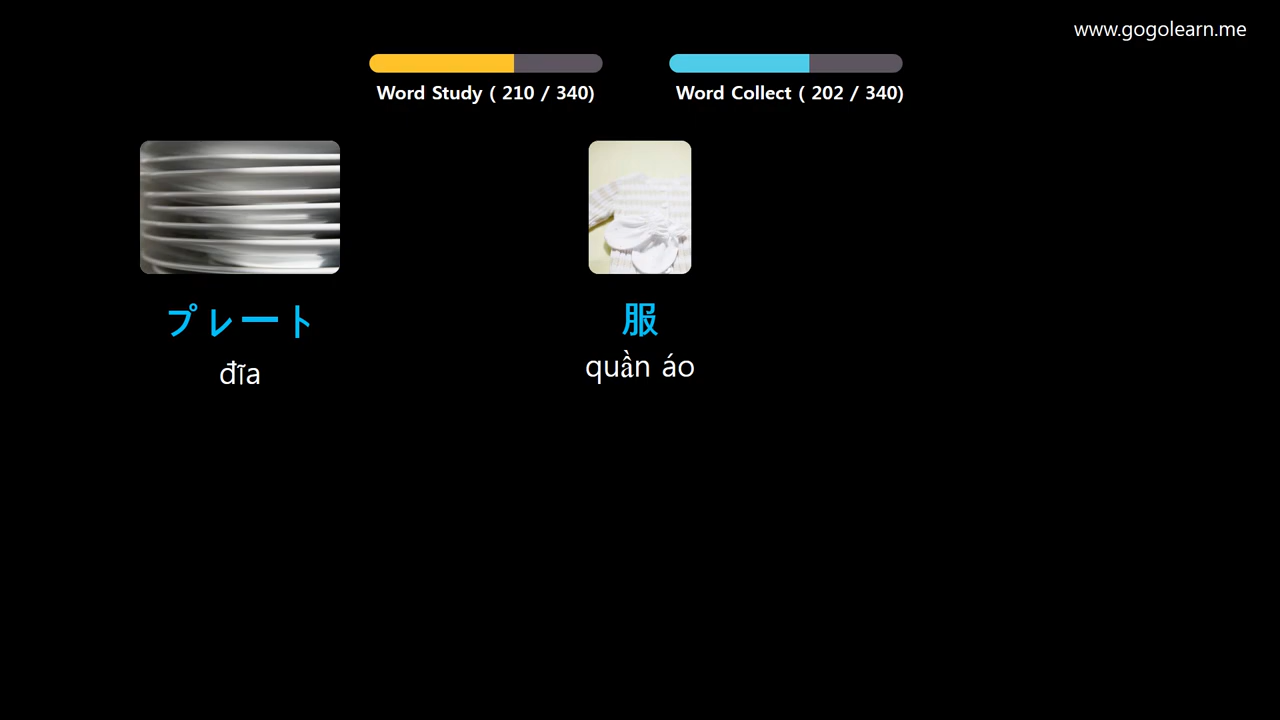 www.gogolearn.me
Word Study ( 210 / 340)
Word Collect ( 202 / 340)
プレート
đĩa
服
quần áo